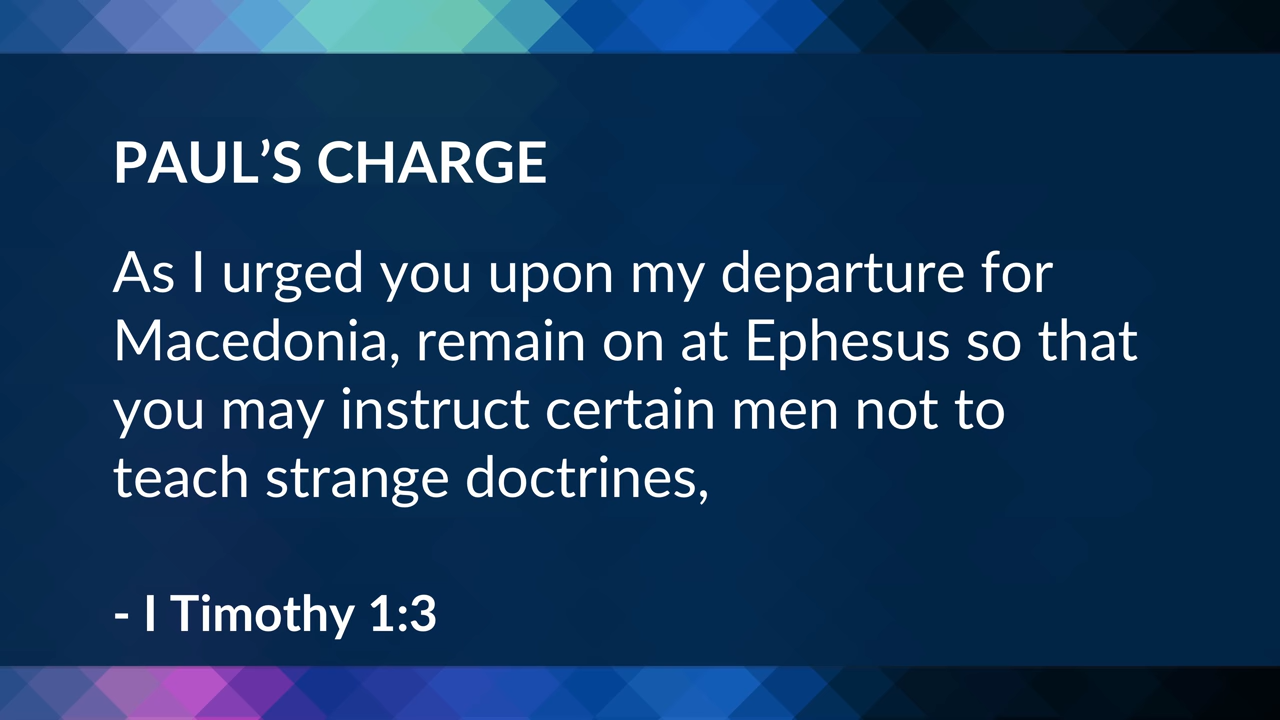 PAUL’S CHARGE
As I urged you upon my departure for
Macedonia, remain on at Ephesus so that
you may instruct certain men not to
teach strange doctrines,
- I Timothy 1:3